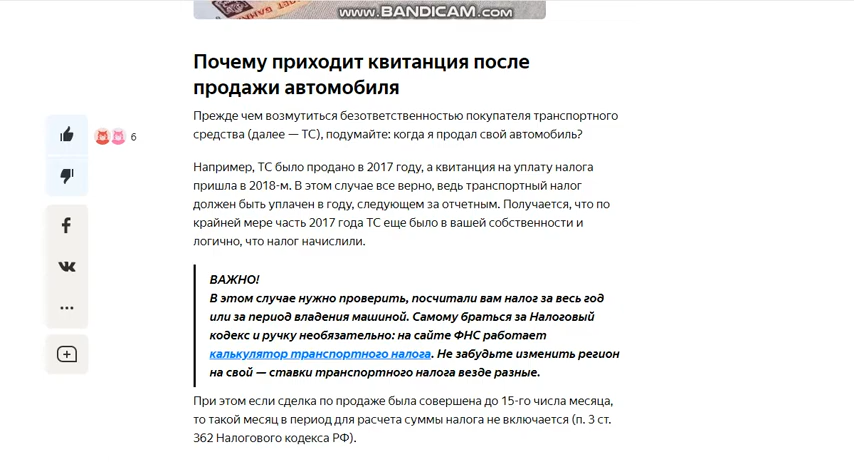 www.BANDICAM.com
Почему приходит квитанция после
продажи автомобиля
Прежде чем возмутиться безответственностью покупателя транспортного
средства (далее — ТС), подумайте: когда я продал свой автомобиль?
6
Например, ТС было продано в 2017 году, а квитанция на уплату налога
пришла в 2018-м. В этом случае все верно, ведь транспортный налог
должен быть уплачен в году, следующем за отчетным. Получается, что по
крайней мере часть 2017 года ТС еще было в вашей собственности и
логично, что налог начислили.
ВАЖНО!
В этом случае нужно проверить, посчитали вам налог за весь год
или за период владения машиной. Самому браться за Налоговый
кодекс и ручку необязательно: на сайте ФНС работает
калькулятор транспортного налога. Не забудьте изменить регион
на свой — ставки транспортного налога везде разные.
При этом если сделка по продаже была совершена до 15-го числа месяца,
то такой месяц в период для расчета суммы налога не включается (п. 3 ст.
362 Налогового кодекса РФ).